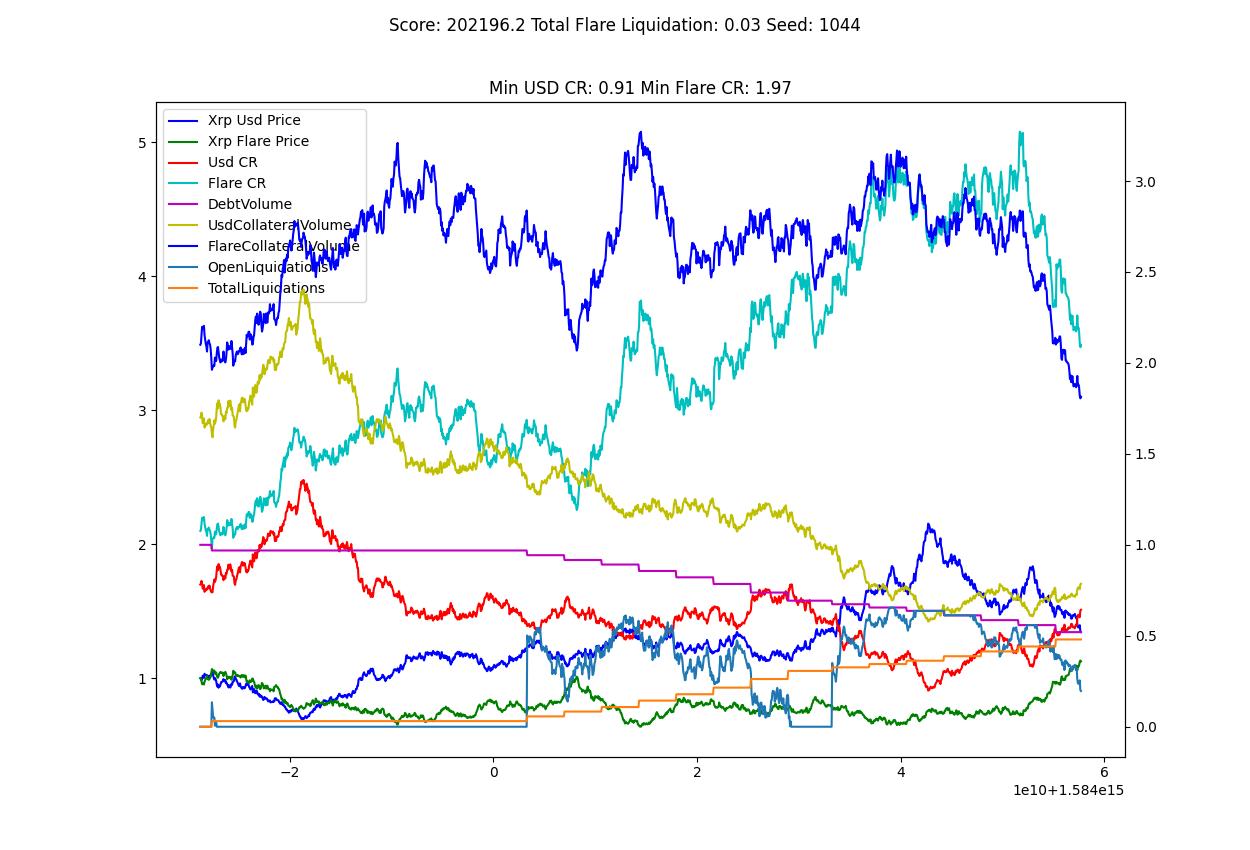 Score: 202196.2 Total Flare Liquidation: 0.03 Seed: 1044
Min USD CR: 0.91 Min Flare CR: 1.97
Xrp Usd Price
Xrp Flare Price
Usd CR
Flare CR
DebtVolume
UsdCollateralVolume
FlareCollateralVolume
OpenLiquidations
TotalLiquidations
5
4
3
2
1
3.0
2.5
2.0
1.5
1.0
0.5
0.0
−2 0 2 4 6
1e10+1.584e15